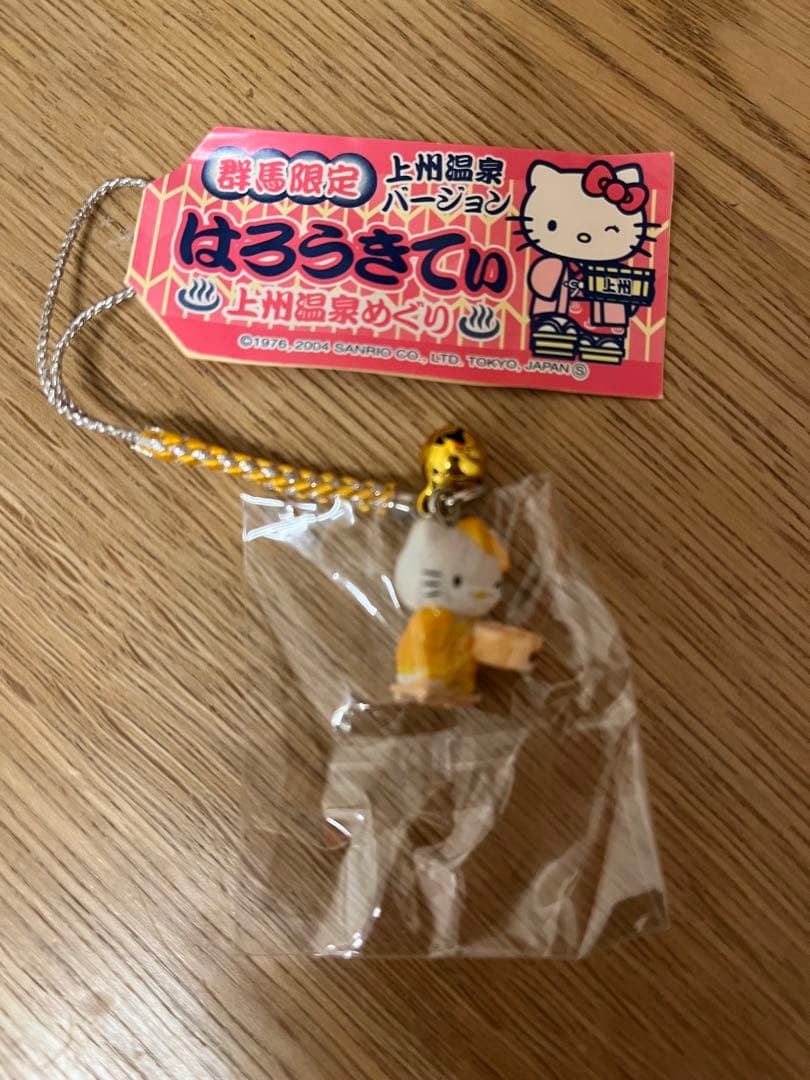 群馬限定
上州温泉
バージョン
はろうきてぃ
♨上州温泉めぐり♨
©1976, 2004 SANRIO CO., LTD. TOKYO, JAPAN Ⓢ
上州